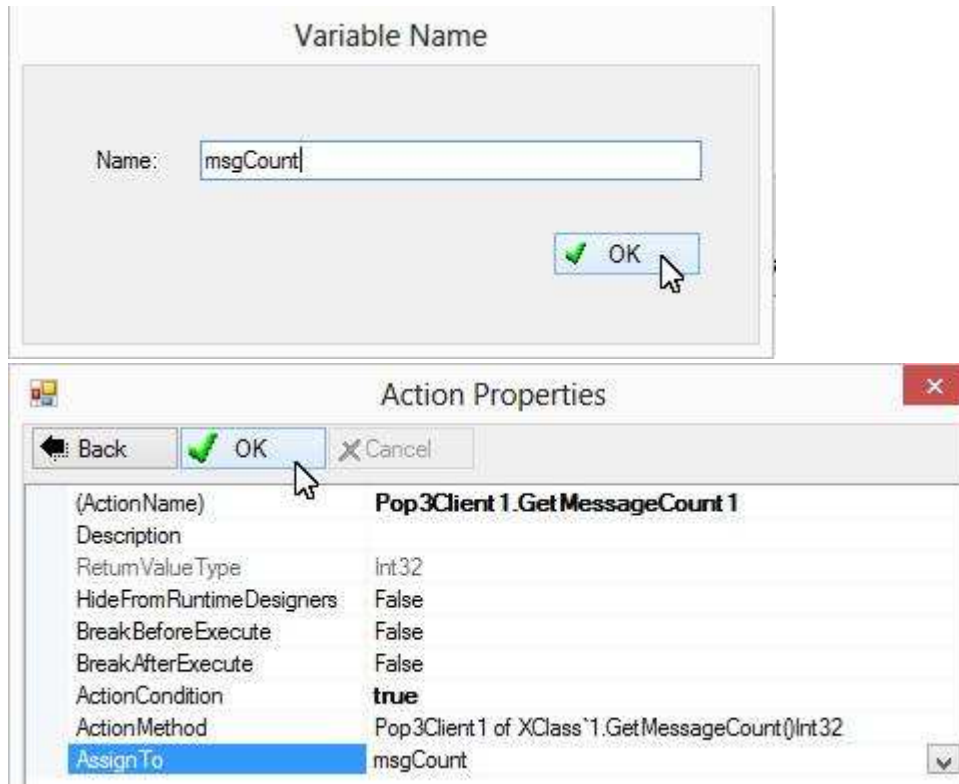 Variable Name
Name: msgCount
OK
Action Properties
Back OK Cancel
(ActionName) Pop3Client1.GetMessageCount1
Description
ReturnValueType Int32
HideFromRuntimeDesigners False
BreakBeforeExecute False
BreakAfterExecute False
ActionCondition true
ActionMethod Pop3Client1 of XClass`1.GetMessageCount()Int32
AssignTo msgCount